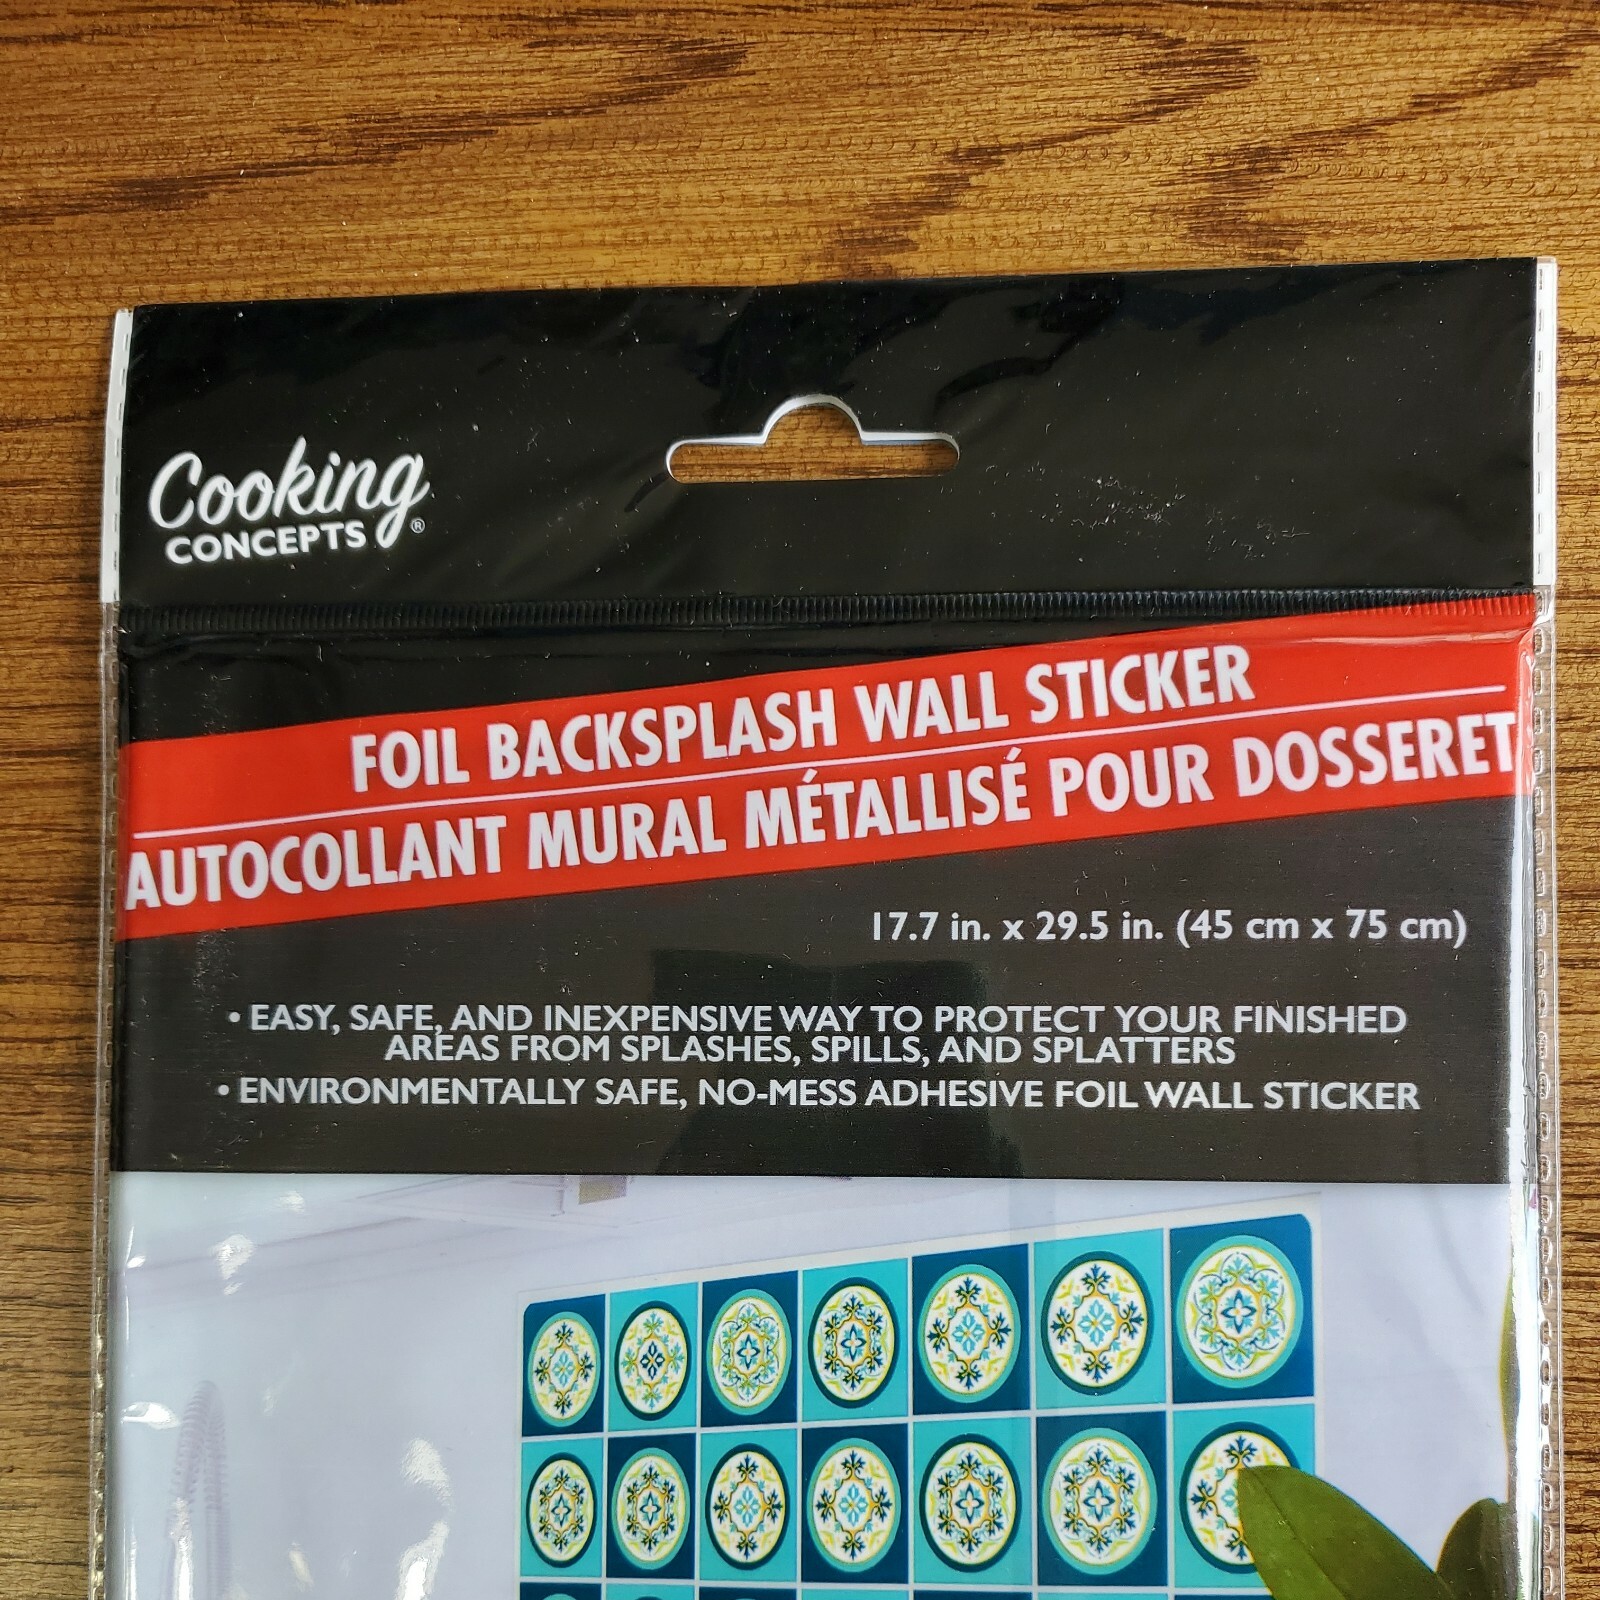 Cooking
CONCEPTS®
FOIL BACKSPLASH WALL STICKER
AUTOCOLLANT MURAL MÉTALLISÉ POUR DOSSERET
17.7 in. x 29.5 in. (45 cm x 75 cm)
• EASY, SAFE, AND INEXPENSIVE WAY TO PROTECT YOUR FINISHED
AREAS FROM SPLASHES, SPILLS, AND SPLATTERS
• ENVIRONMENTALLY SAFE, NO-MESS ADHESIVE FOIL WALL STICKER